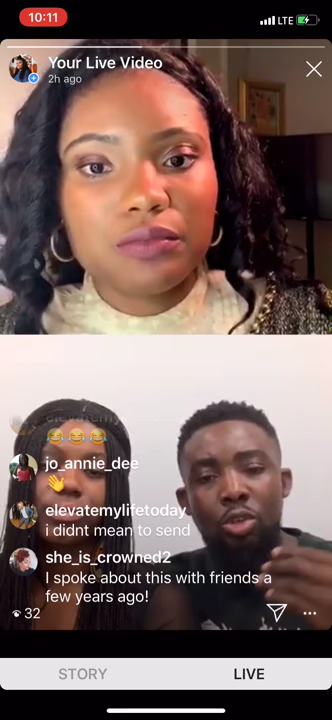 10:11
LTE
Your Live Video
2h ago
elevatemy
😂😂😂
jo_annie_dee
👋
elevatemylifetoday
i didnt mean to send
she_is_crowned2
I spoke about this with friends a
few years ago!
32
STORY
LIVE